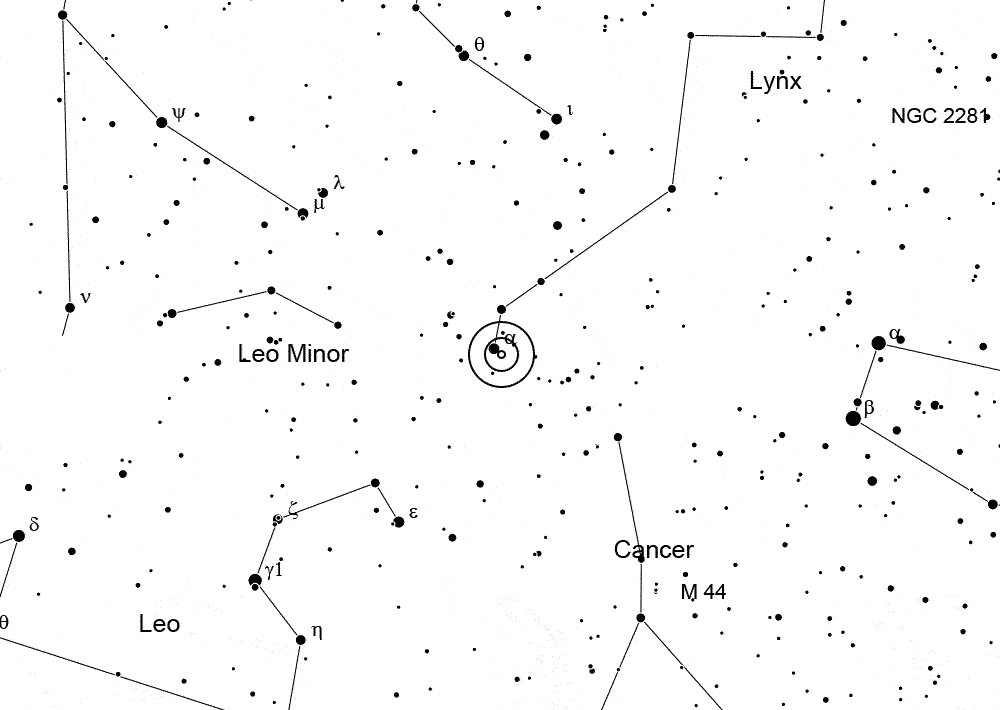 θ
Lynx
ψ
ι
NGC 2281
λ
μ
ν
α
α
Leo Minor
β
ζ
ε
δ
Cancer
γ1
M 44
θ
Leo
η